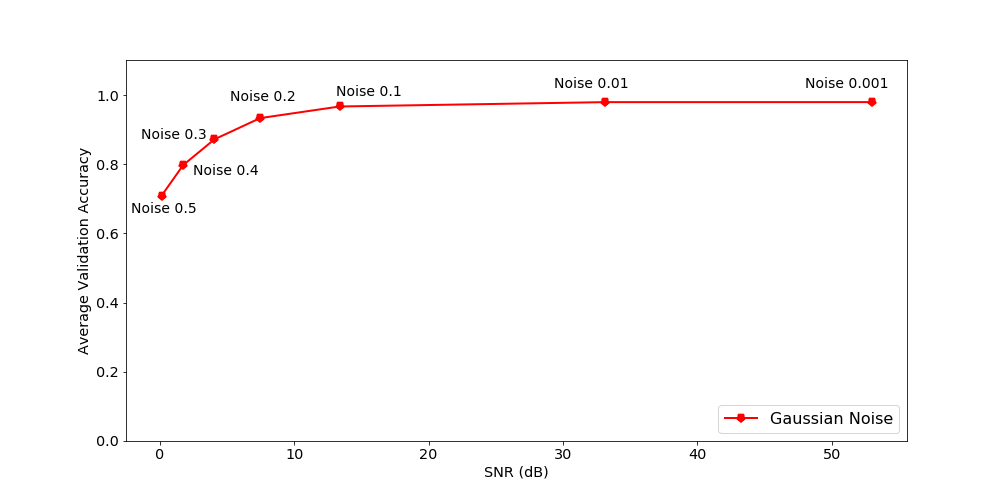 Noise 0.01
Noise 0.001
Noise 0.1
Noise 0.2
Noise 0.3
Noise 0.4
Noise 0.5
1.0
0.8
0.6
0.4
0.2
0.0
Average Validation Accuracy
Gaussian Noise
0 10 20 30 40 50
SNR (dB)